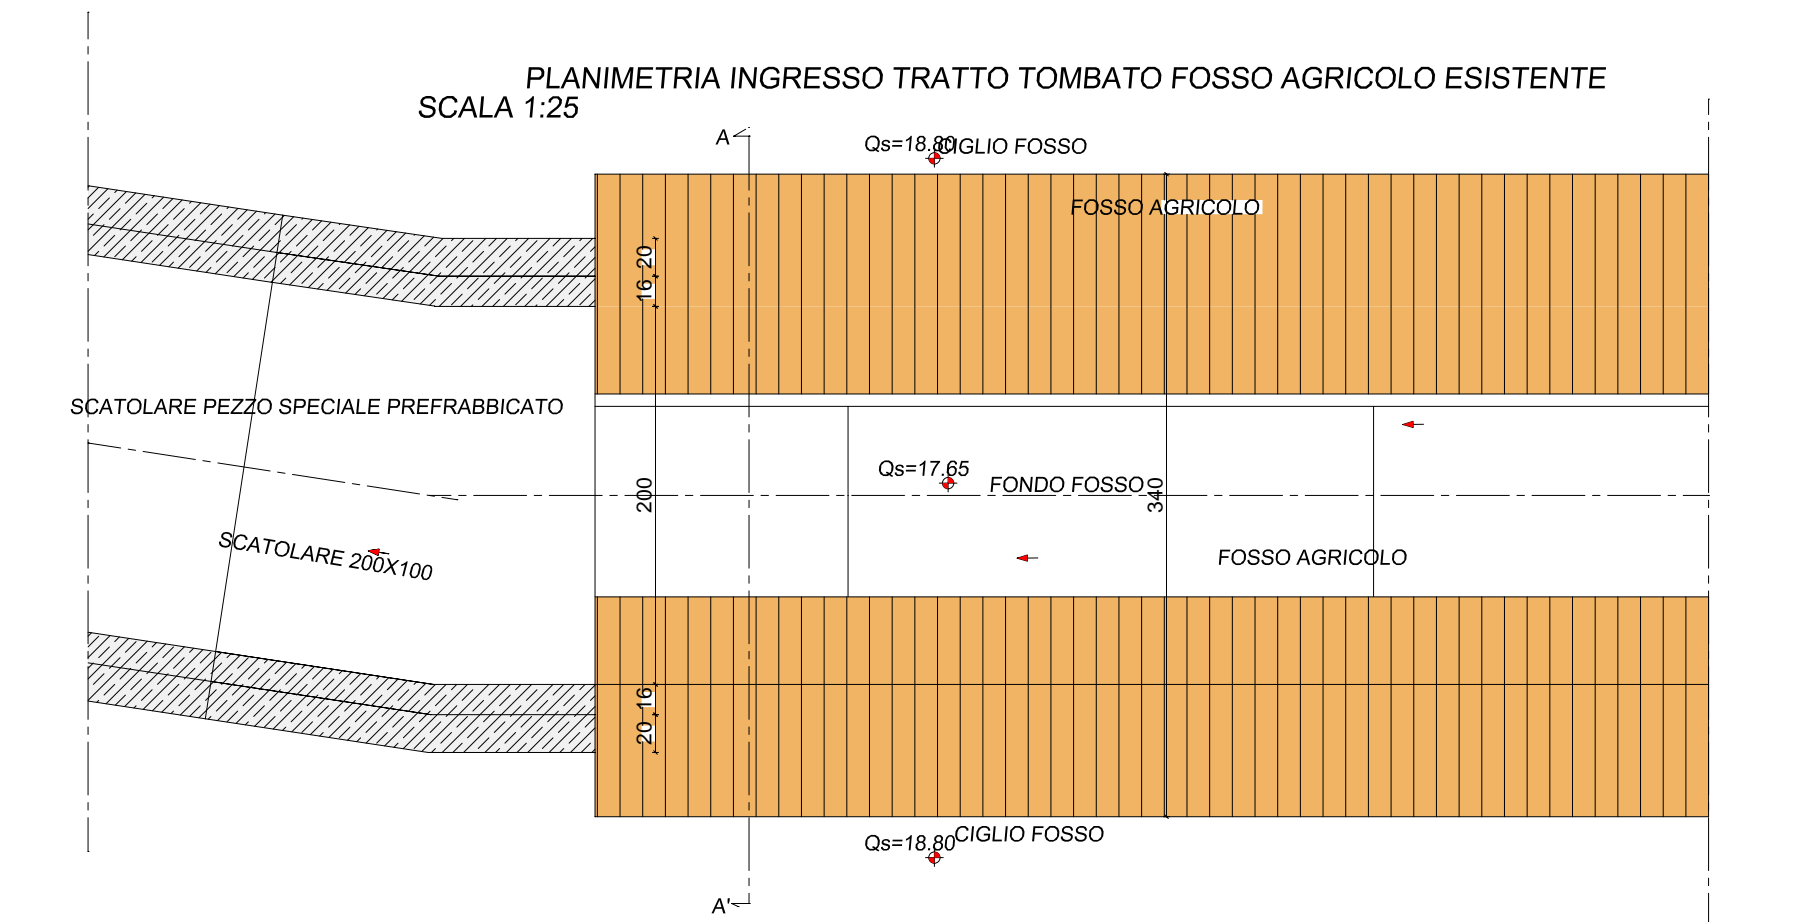 PLANIMETRIA INGRESSO TRATTO TOMBATO FOSSO AGRICOLO ESISTENTE
SCALA 1:25
A
Qs=18.80
CIGLIO FOSSO
FOSSO AGRICOLO
20
16
SCATOLARE PEZZO SPECIALE PREFRABBICATO
Qs=17.65
FONDO FOSSO
200
340
SCATOLARE 200X100
FOSSO AGRICOLO
16
20
CIGLIO FOSSO
Qs=18.80
A'